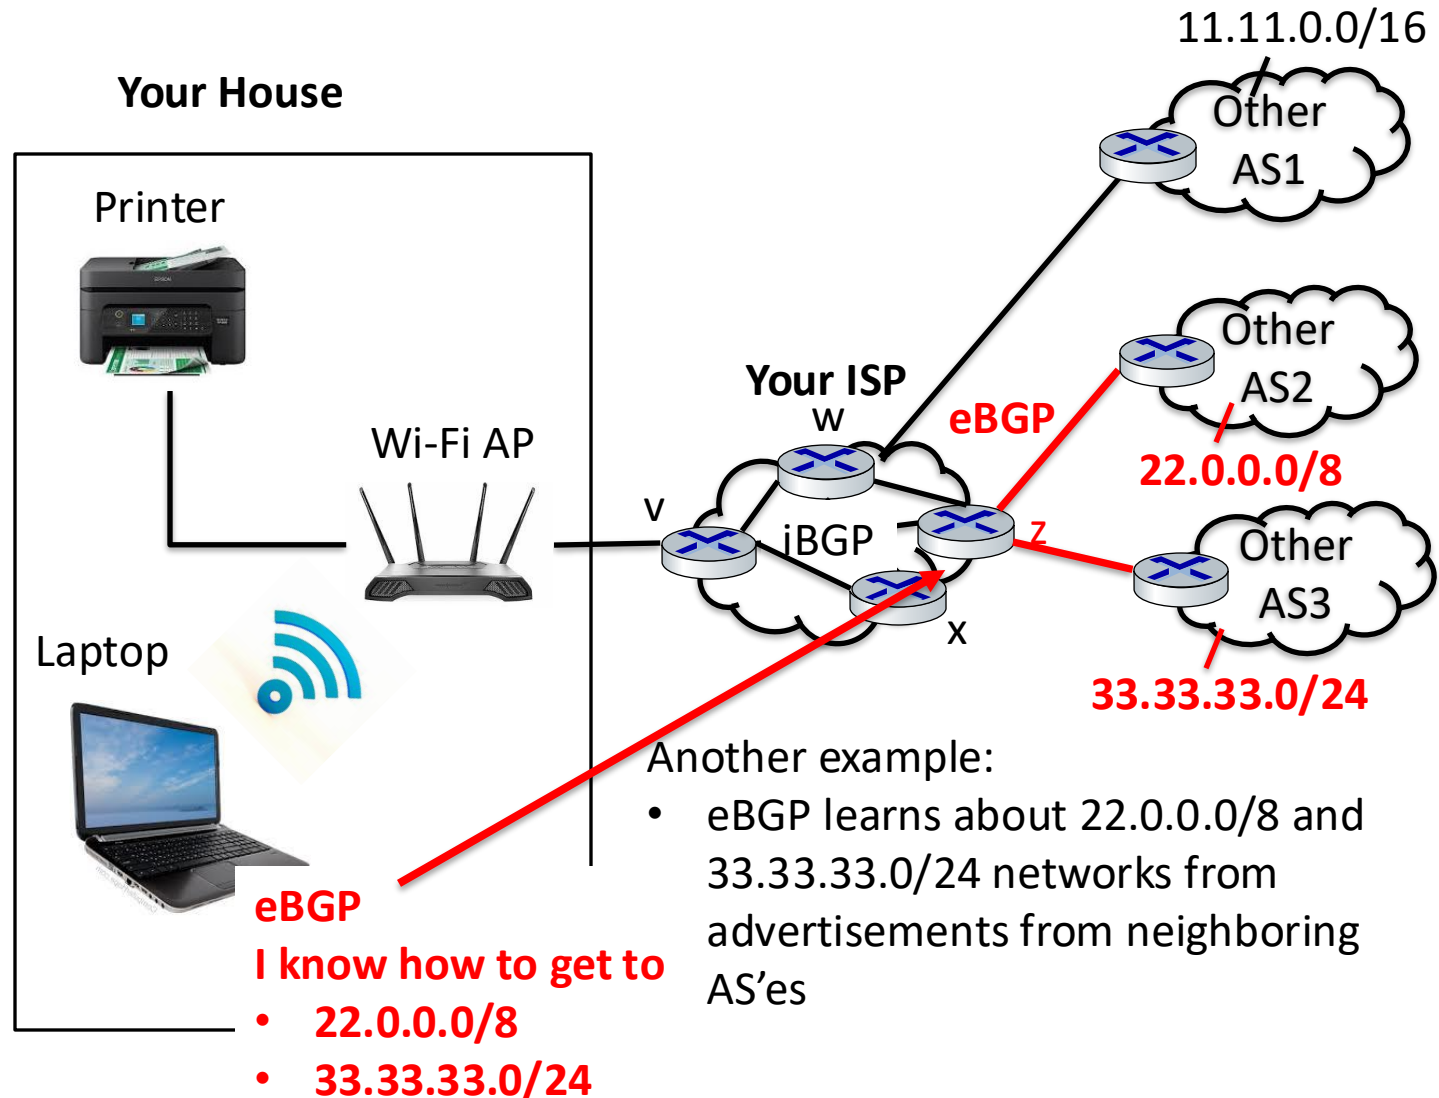 11.11.0.0/16
Your House
Other
AS1
Printer
Other
AS2
Your ISP
w
eBGP
22.0.0.0/8
Wi-Fi AP
v
iBGP
z
Other
AS3
x
Laptop
33.33.33.0/24
Another example:
• eBGP learns about 22.0.0.0/8 and
33.33.33.0/24 networks from
advertisements from neighboring
AS’es
eBGP
I know how to get to
• 22.0.0.0/8
• 33.33.33.0/24